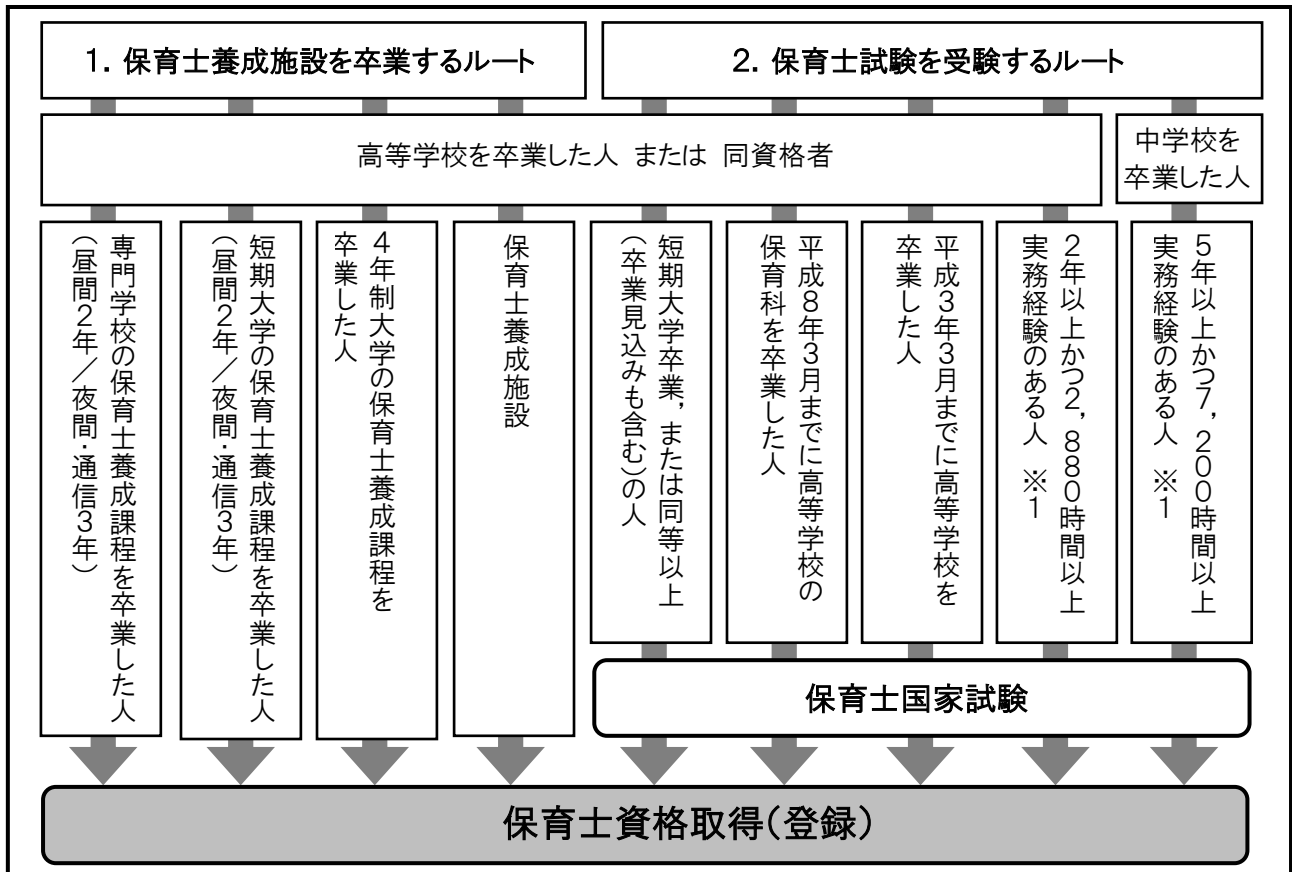 1．保育士養成施設を卒業するルート
2．保育士試験を受験するルート
高等学校を卒業した人 または 同資格者
中学校を
卒業した人
専門学校の保育士養成課程を卒業した人
（昼間２年／夜間・通信３年）
短期大学の保育士養成課程を卒業した人
（昼間２年／夜間・通信３年）
４年制大学の保育士養成課程を
卒業した人
保育士養成施設
短期大学卒業，または同等以上
（卒業見込みも含む）の人
平成８年３月までに高等学校の
保育科を卒業した人
平成３年３月までに高等学校を
卒業した人
２年以上かつ２，８８０時間以上
実務経験のある人 ※１
５年以上かつ７，２００時間以上
実務経験のある人 ※１
保育士国家試験
保育士資格取得（登録）